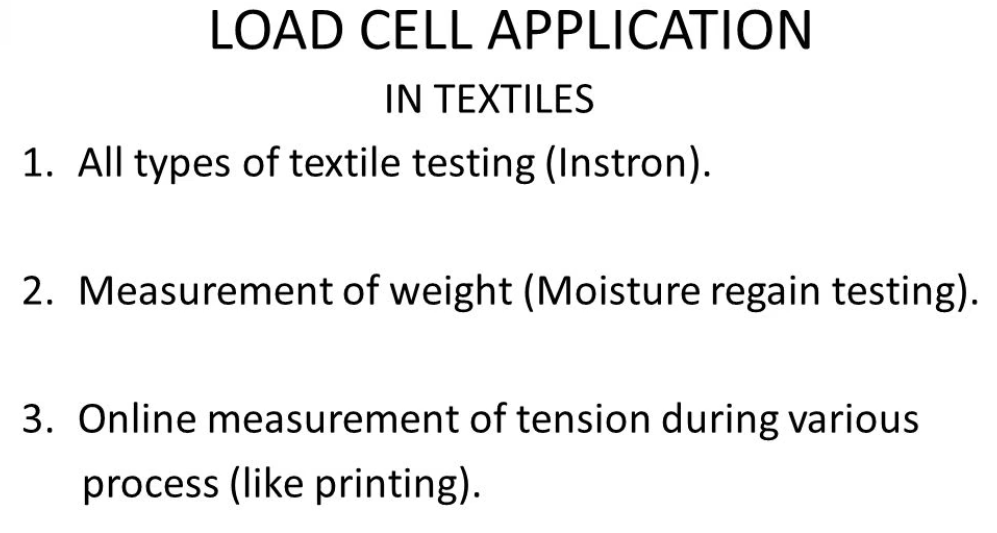 LOAD CELL APPLICATION
IN TEXTILES
1. All types of textile testing (Instron).
2. Measurement of weight (Moisture regain testing).
3. Online measurement of tension during various
process (like printing).